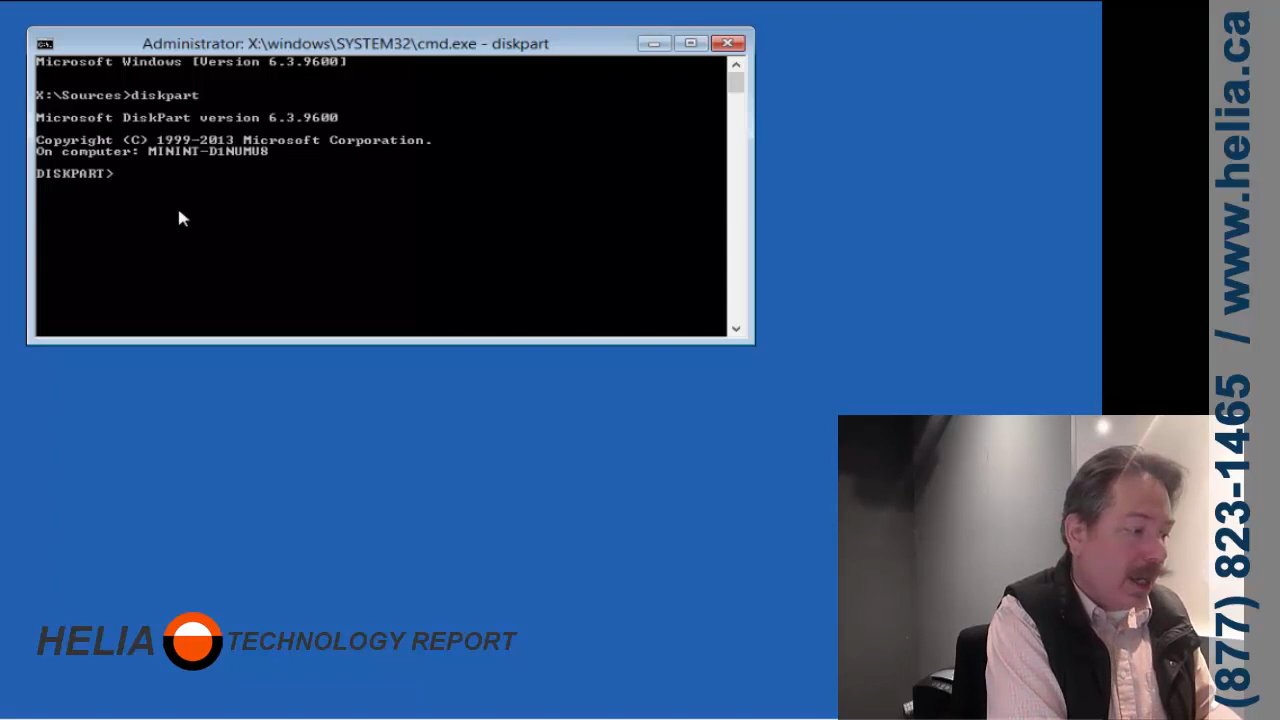 Administrator: X:\windows\SYSTEM32\cmd.exe - diskpart
Microsoft Windows [Version 6.3.9600]
X:\Sources>diskpart
Microsoft DiskPart version 6.3.9600
Copyright (C) 1999-2013 Microsoft Corporation.
On computer: MININT-D1NUMU8
DISKPART>
HELIA TECHNOLOGY REPORT
(877) 823-1465 / www.helia.ca